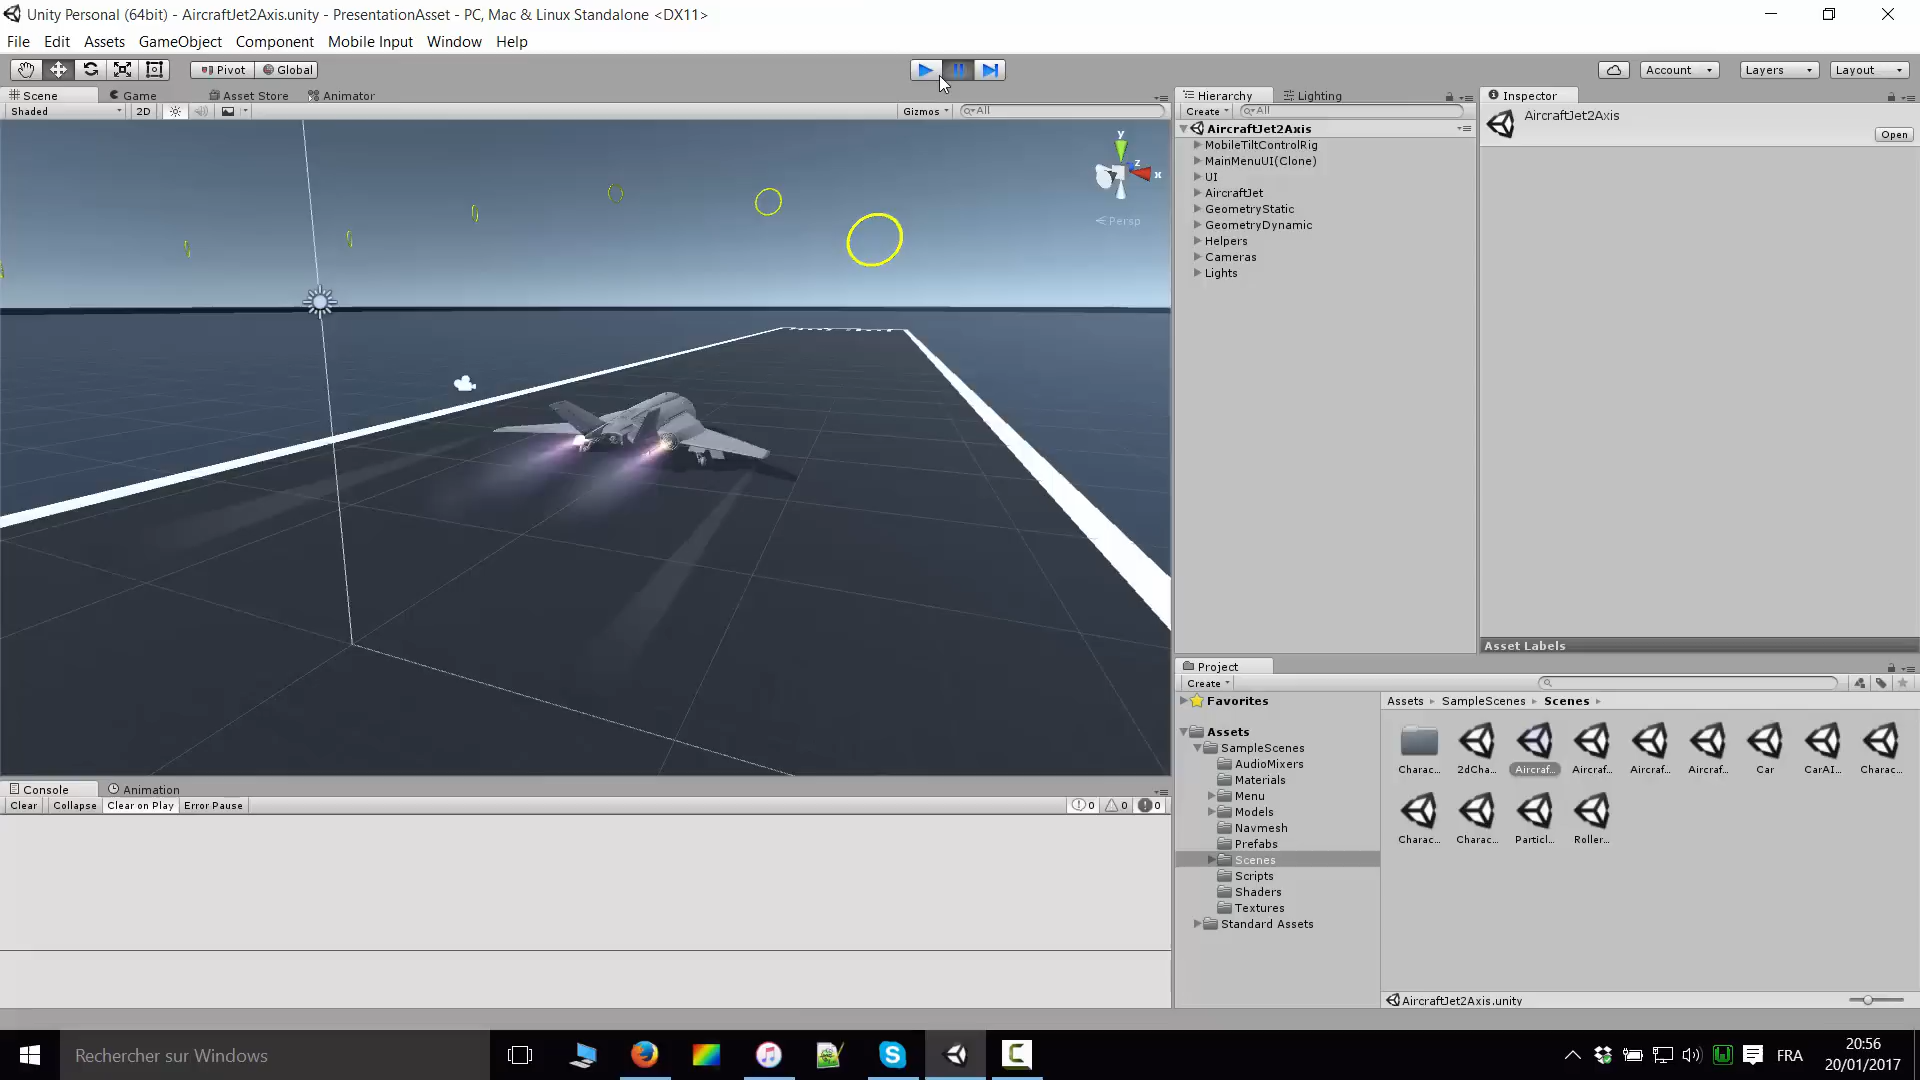 Unity Personal (64bit) - AircraftJet2Axis.unity - PresentationAsset - PC, Mac & Linux Standalone <DX11>
File Edit Assets GameObject Component Mobile Input Window Help
Pivot Global Account Layers Layout
Scene Game Asset Store Animator
Shaded 2D Gizmos All
y
z
x
Persp
Hierarchy Lighting
Create All
AircraftJet2Axis
MobileTiltControlRig
MainMenuUI(Clone)
UI
AircraftJet
GeometryStatic
GeometryDynamic
Helpers
Cameras
Lights
Inspector
AircraftJet2Axis
Open
Asset Labels
Project
Create
Favorites
Assets
SampleScenes
AudioMixers
Materials
Menu
Models
Navmesh
Prefabs
Scenes
Scripts
Shaders
Textures
Standard Assets
Assets SampleScenes Scenes
Charac... 2dCha... Aircraf... Aircraf... Aircraf... Aircraf... Car CarAI... Charac...
Charac... Charac... Particl... Roller...
AircraftJet2Axis.unity
Console Animation
Clear Collapse Clear on Play Error Pause 0 0 0
Rechercher sur Windows
FRA
20:56
20/01/2017